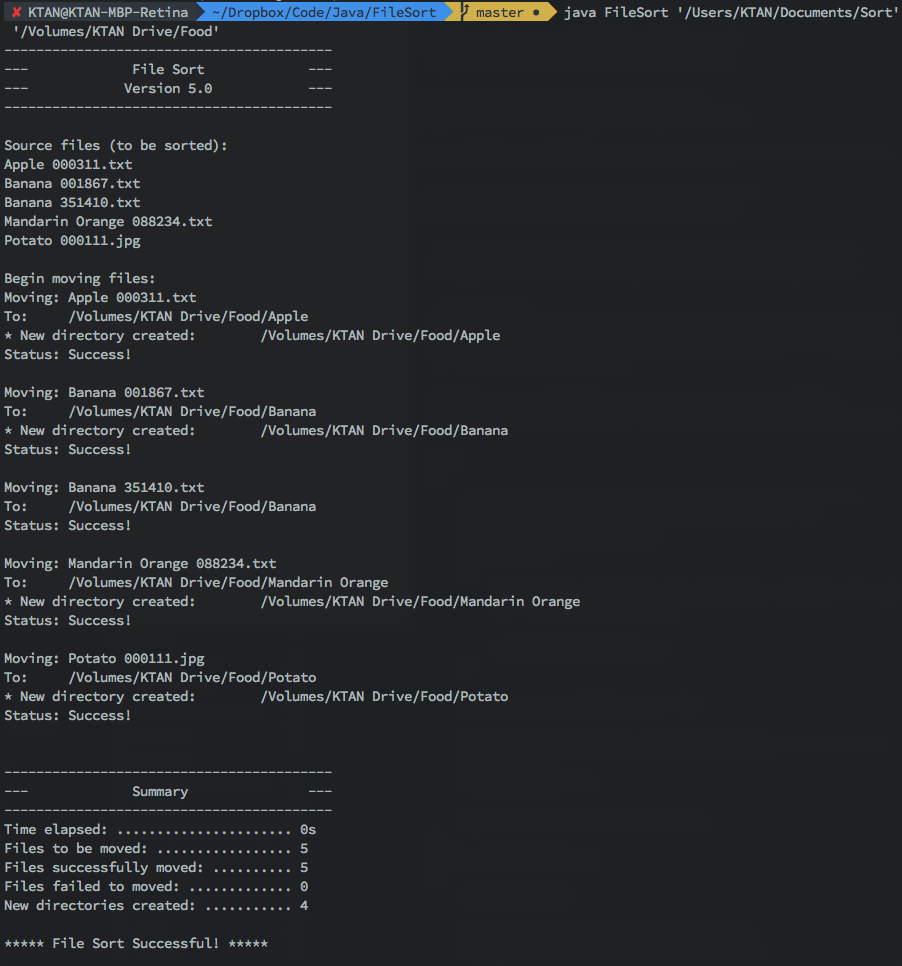 ✘ KTAN@KTAN-MBP-Retina ~/Dropbox/Code/Java/FileSort master ● java FileSort '/Users/KTAN/Documents/Sort'
'/Volumes/KTAN Drive/Food'
-----------------------------------------
---             File Sort             ---
---            Version 5.0            ---
-----------------------------------------
Source files (to be sorted):
Apple 000311.txt
Banana 001867.txt
Banana 351410.txt
Mandarin Orange 088234.txt
Potato 000111.jpg
Begin moving files:
Moving: Apple 000311.txt
To:     /Volumes/KTAN Drive/Food/Apple
* New directory created:        /Volumes/KTAN Drive/Food/Apple
Status: Success!
Moving: Banana 001867.txt
To:     /Volumes/KTAN Drive/Food/Banana
* New directory created:        /Volumes/KTAN Drive/Food/Banana
Status: Success!
Moving: Banana 351410.txt
To:     /Volumes/KTAN Drive/Food/Banana
Status: Success!
Moving: Mandarin Orange 088234.txt
To:     /Volumes/KTAN Drive/Food/Mandarin Orange
* New directory created:        /Volumes/KTAN Drive/Food/Mandarin Orange
Status: Success!
Moving: Potato 000111.jpg
To:     /Volumes/KTAN Drive/Food/Potato
* New directory created:        /Volumes/KTAN Drive/Food/Potato
Status: Success!
-----------------------------------------
---             Summary               ---
-----------------------------------------
Time elapsed: ...................... 0s
Files to be moved: ................. 5
Files successfully moved: .......... 5
Files failed to moved: ............. 0
New directories created: ........... 4
***** File Sort Successful! *****